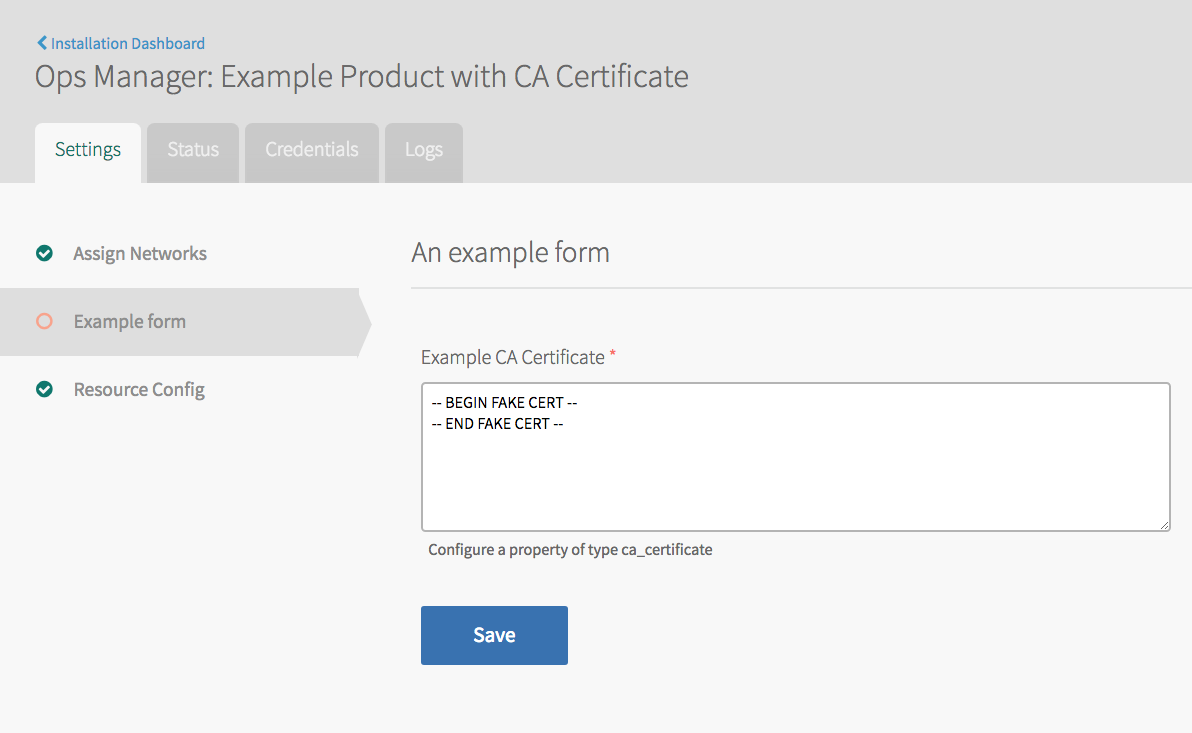 Installation Dashboard
Ops Manager: Example Product with CA Certificate
Settings
Status
Credentials
Logs
Assign Networks
Example form
Resource Config
An example form
Example CA Certificate *
-- BEGIN FAKE CERT --
-- END FAKE CERT --
Configure a property of type ca_certificate
Save